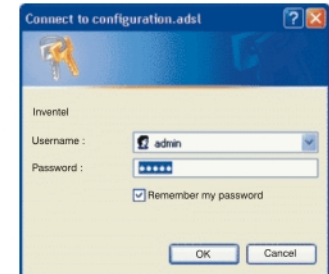 Connect to configuration.adsl
Inventel
Username :
admin
Password :
•••••
Remember my password
OK
Cancel